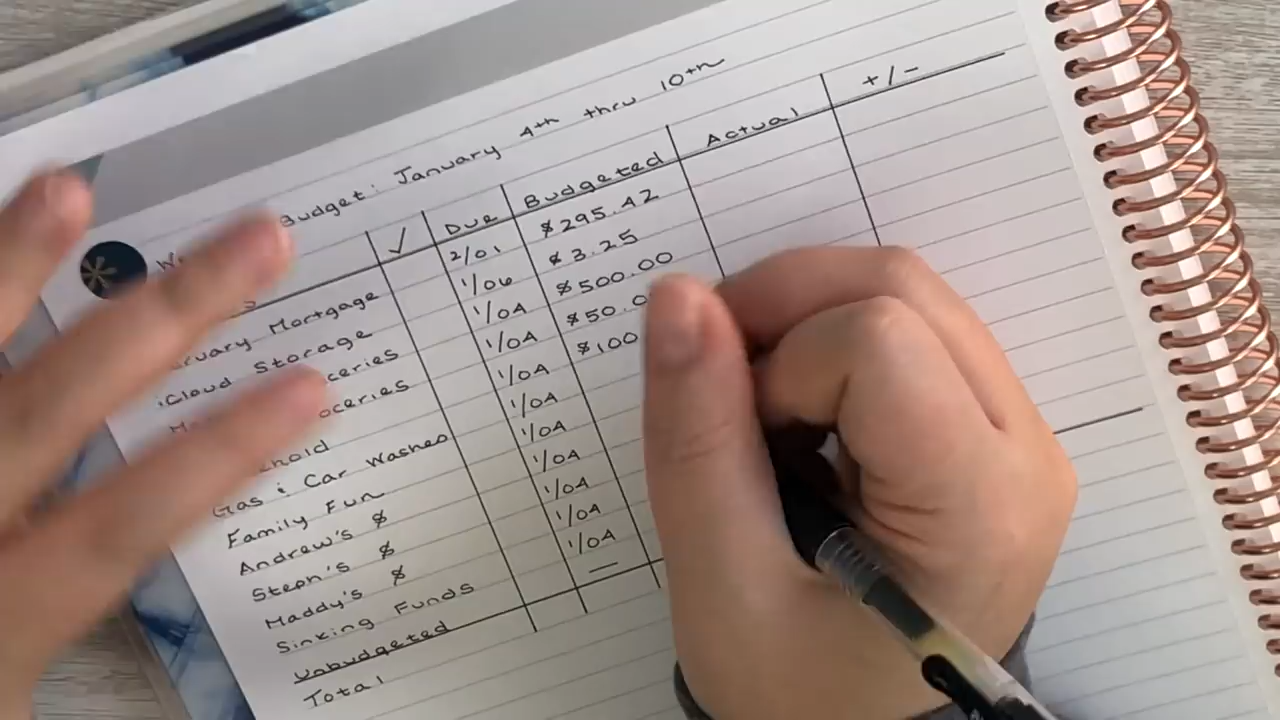 Budget: January 4th thru 10th
✓ Due Budgeted Actual +/-
Mortgage 2/01 $295.42
iCloud Storage 1/06 $3.25
1/04 $500.00
1/04
1/04 $100
Gas & Car Washes 1/04
Family Fun 1/04
Andrew's $ 1/04
Steph's $ 1/04
Maddy's $ 1/04
Sinking Funds 1/04
Unbudgeted —
Total